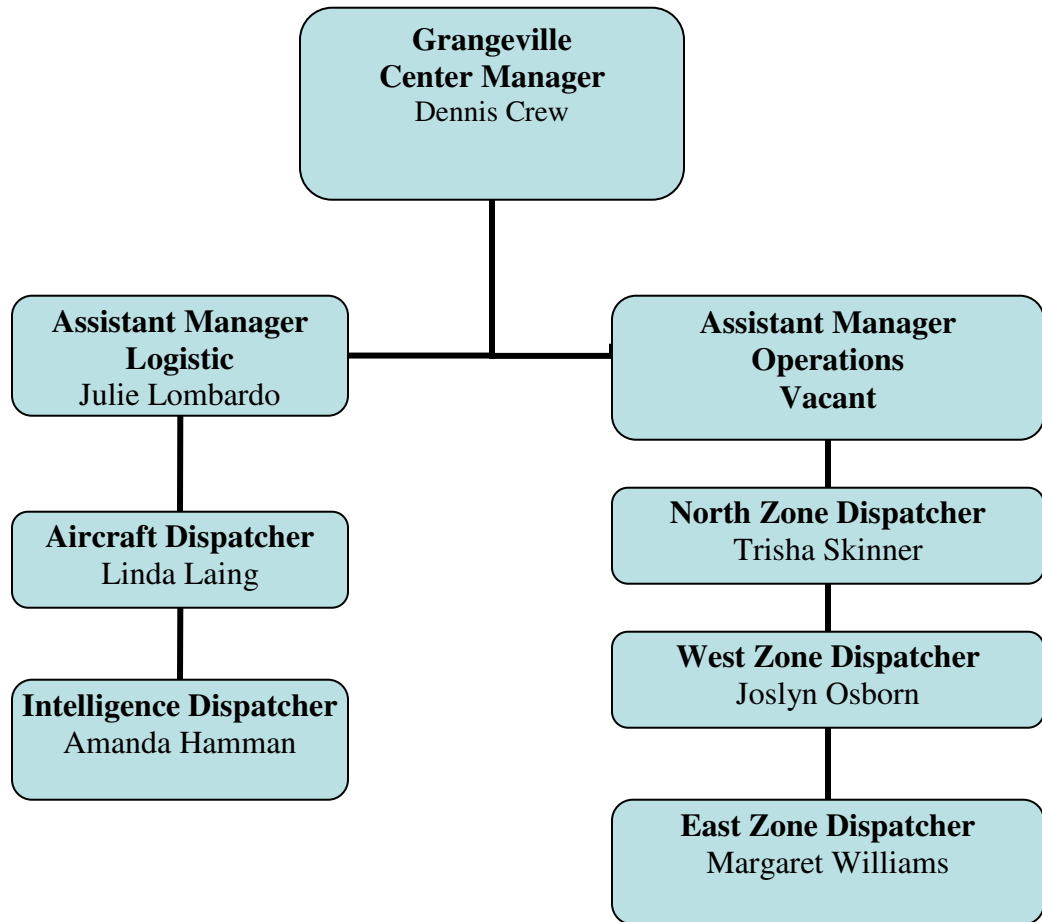 Grangeville
Center Manager
Dennis Crew
Assistant Manager
Logistic
Julie Lombardo
Assistant Manager
Operations
Vacant
Aircraft Dispatcher
Linda Laing
North Zone Dispatcher
Trisha Skinner
West Zone Dispatcher
Joslyn Osborn
Intelligence Dispatcher
Amanda Hamman
East Zone Dispatcher
Margaret Williams